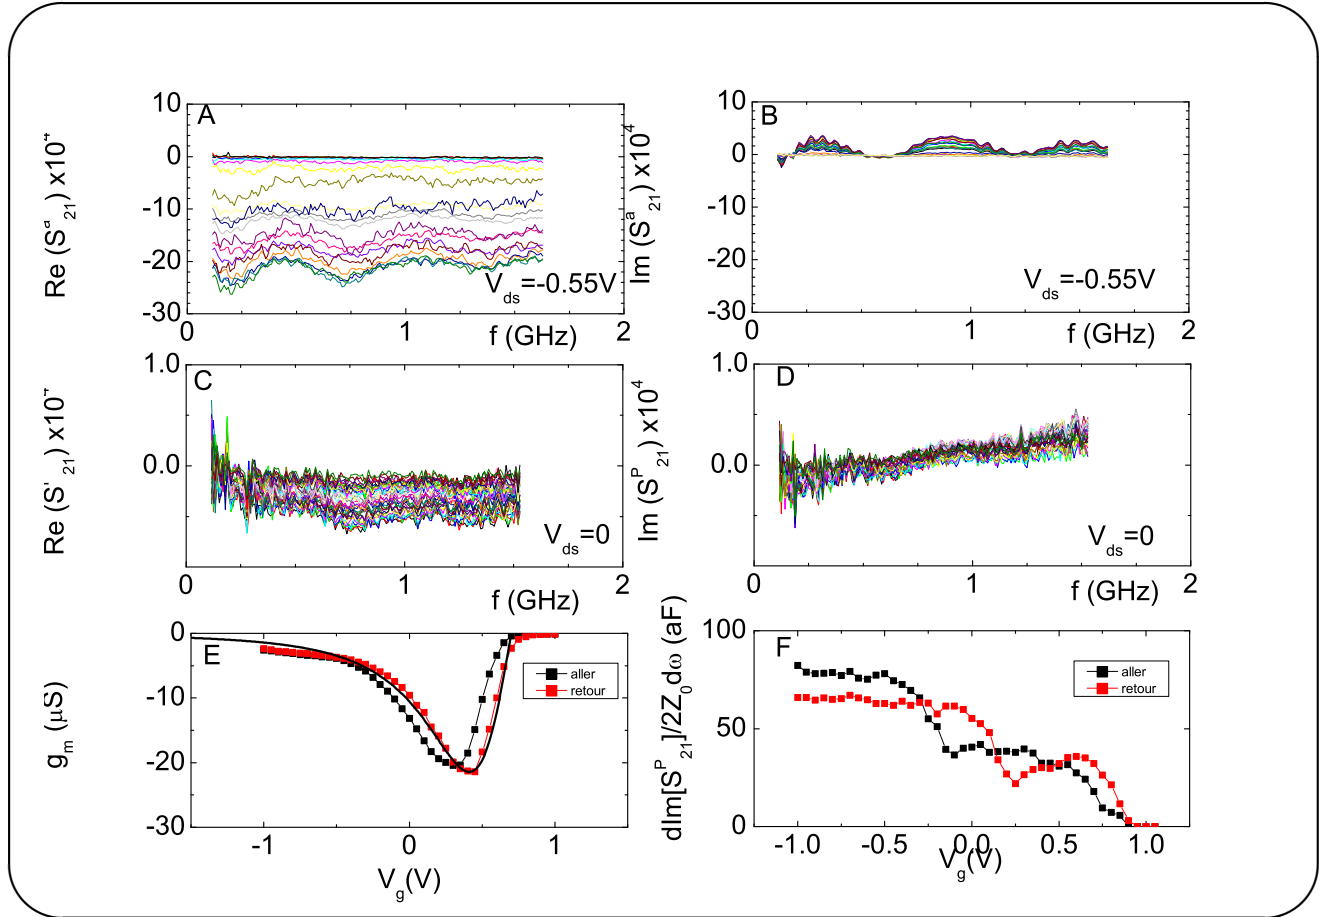 A
Re (S^a_21) x10^4
10
0
-10
-20
-30
0
1
2
V_ds=-0.55V
f (GHz)
B
Im (S^a_21) x10^4
10
0
-10
-20
-30
0
1
2
V_ds=-0.55V
f (GHz)
C
Re (S'_21) x10
1.0
0.0
0
1
2
V_ds=0
f (GHz)
D
Im (S^P_21) x10^4
1.0
0.0
0
1
2
V_ds=0
f (GHz)
E
g_m (μS)
0
-10
-20
-30
-1
0
1
aller
retour
V_g(V)
F
dIm[S^P_21]/2Z_0dω (aF)
100
50
0
-1.0
-0.5
0.0
0.5
1.0
aller
retour
V_g(V)